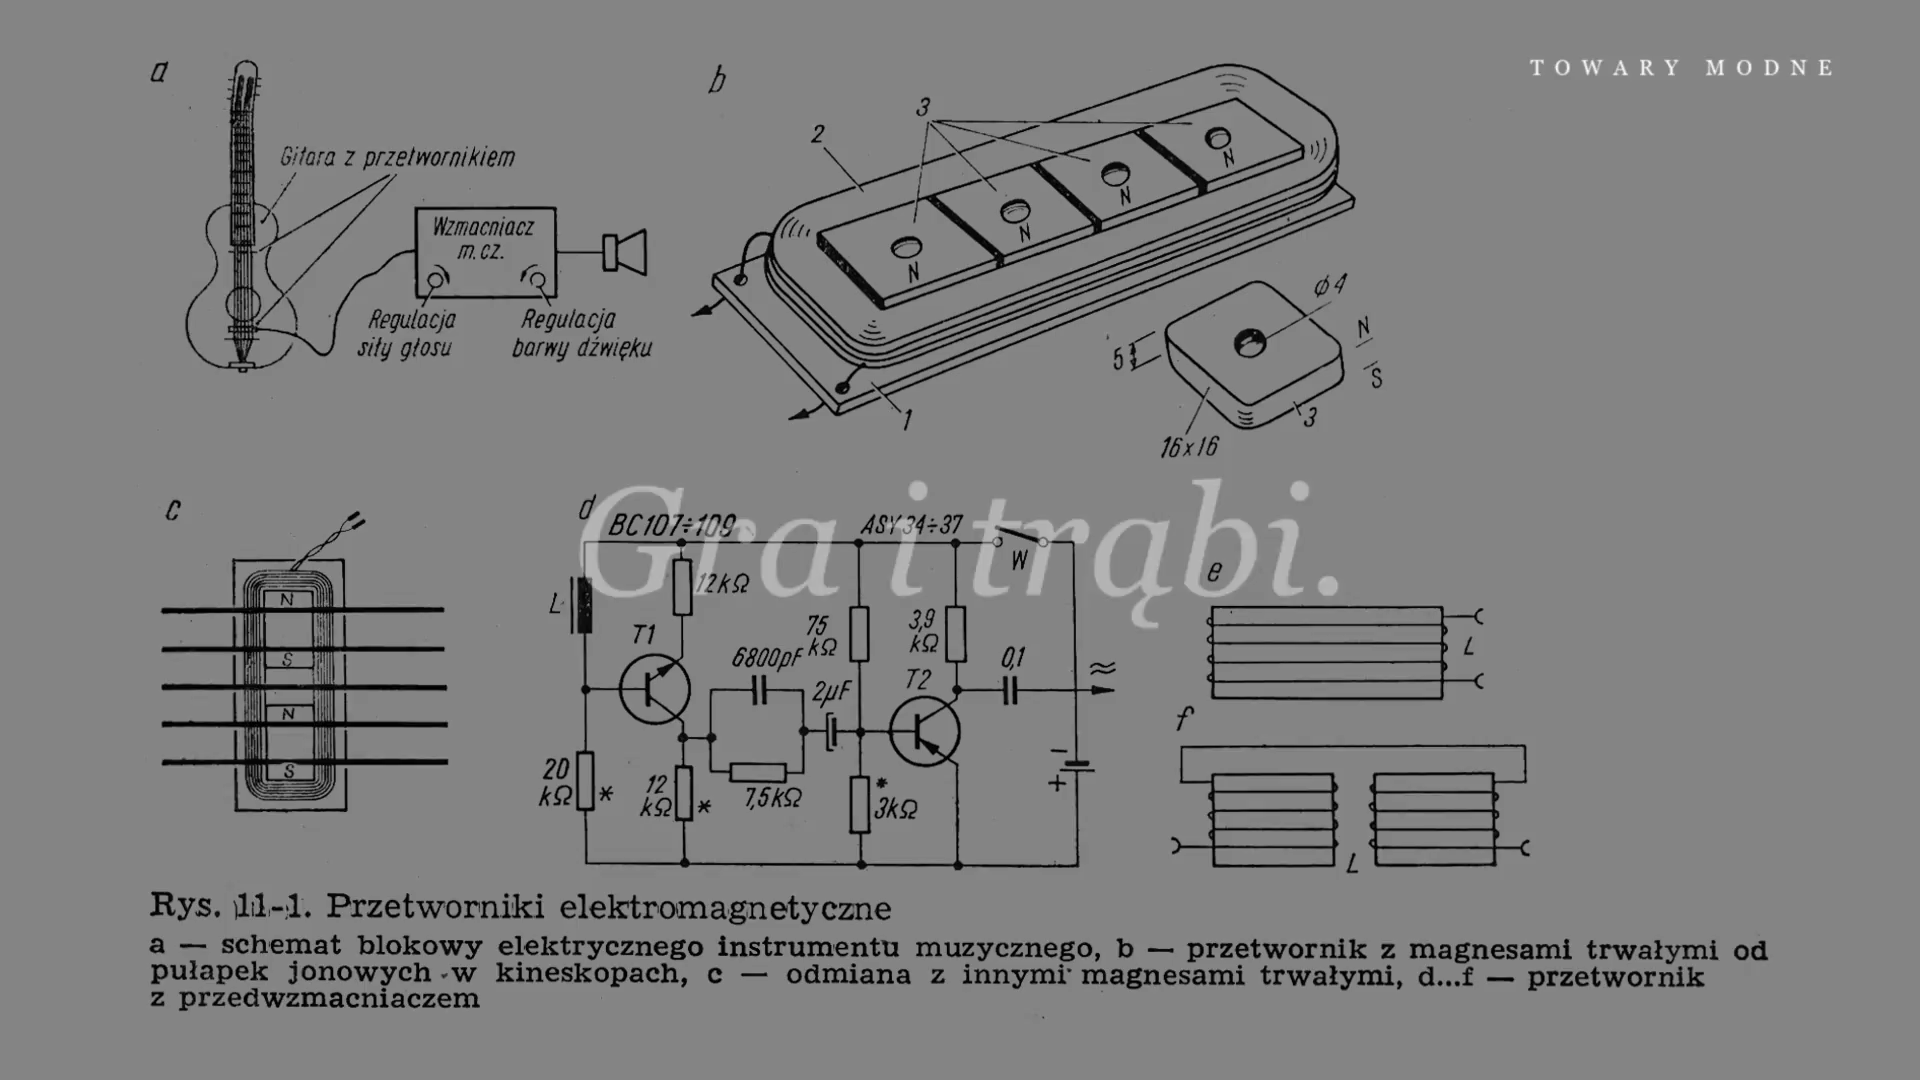 TOWARY MODNE
a
Gitara z przetwornikiem
Wzmacniacz
m.cz.
Regulacja
siły głosu
Regulacja
barwy dźwięku
b
2
3
N
N
N
N
1
5
ϕ4
N
S
3
16x16
c
N
S
N
S
Gra i trąbi.
d
BC107÷109
ASY34÷37
W
L
12kΩ
T1
6800pF
75
kΩ
3,9
kΩ
2μF
T2
0,1
≈
20
kΩ *
12
kΩ *
7,5kΩ
*
3kΩ
−
+
e
L
f
L
Rys. 11-1. Przetworniki elektromagnetyczne
a — schemat blokowy elektrycznego instrumentu muzycznego, b — przetwornik z magnesami trwałymi od
pułapek jonowych w kineskopach, c — odmiana z innymi magnesami trwałymi, d...f — przetwornik
z przedwzmacniaczem